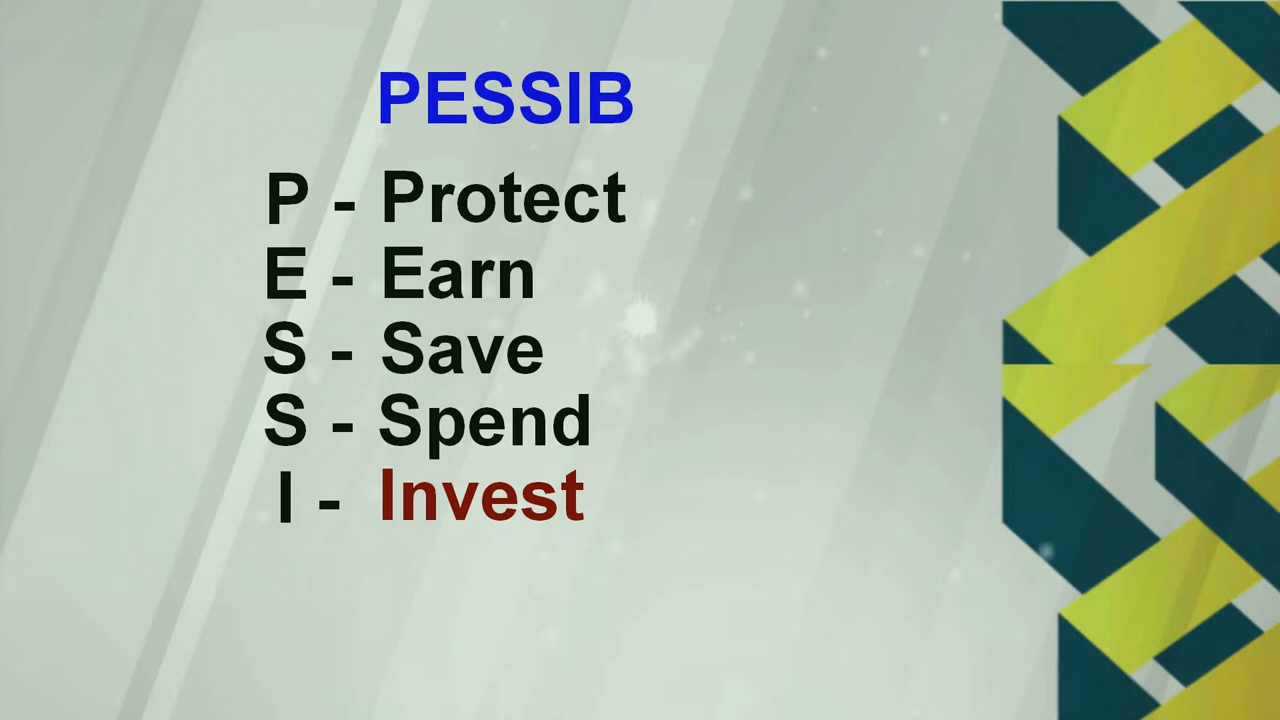 PESSIB
P - Protect
E - Earn
S - Save
S - Spend
I - Invest